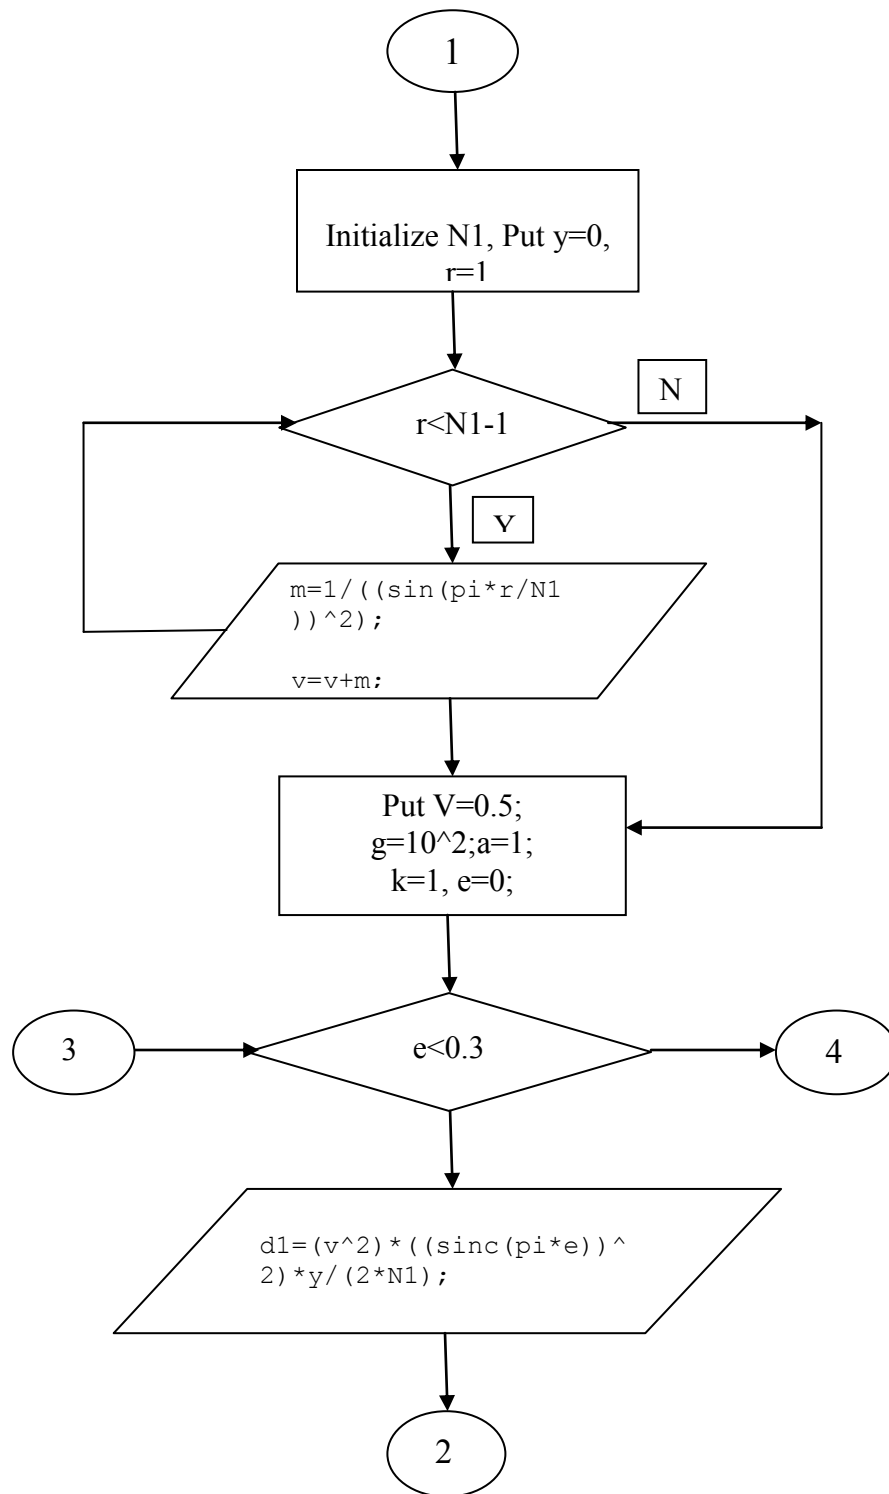 1
Initialize N1, Put y=0,
r=1
r<N1-1
N
Y
m=1/((sin(pi*r/N1
))^2);
v=v+m;
Put V=0.5;
g=10^2;a=1;
k=1, e=0;
3
e<0.3
4
d1=(v^2)*((sinc(pi*e))^
2)*y/(2*N1);
2